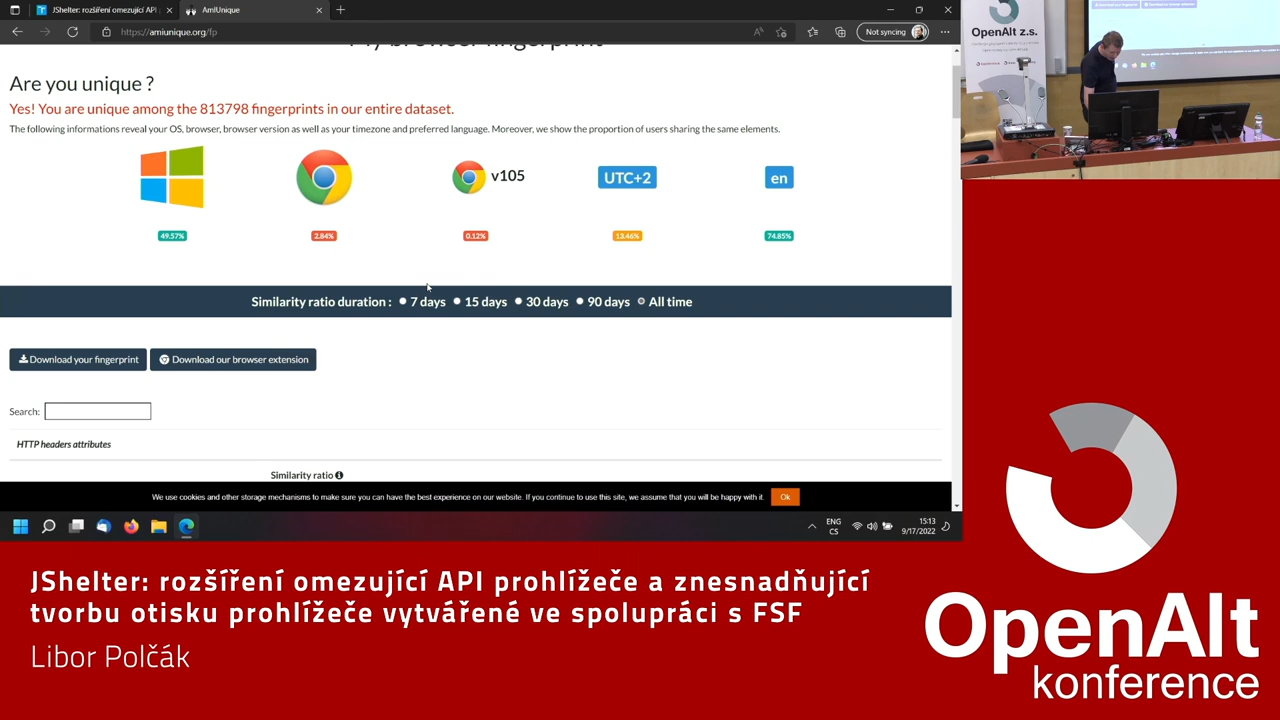 JShelter: rozšíření omezující API
AmIUnique
https://amiunique.org/fp
Not syncing
My browser fingerprint
Are you unique ?
Yes! You are unique among the 813798 fingerprints in our entire dataset.
The following informations reveal your OS, browser, browser version as well as your timezone and preferred language. Moreover, we show the proportion of users sharing the same elements.
v105
UTC+2
en
49.57%
2.84%
0.12%
13.46%
74.85%
Similarity ratio duration : 7 days 15 days 30 days 90 days All time
Download your fingerprint Download our browser extension
Search:
HTTP headers attributes
Similarity ratio
We use cookies and other storage mechanisms to make sure you can have the best experience on our website. If you continue to use this site, we assume that you will be happy with it. Ok
ENG
CS
15:13
9/17/2022
OpenAlt z.s.
JShelter: rozšíření omezující API prohlížeče a znesnadňující
tvorbu otisku prohlížeče vytvářené ve spolupráci s FSF
Libor Polčák
OpenAlt
konference